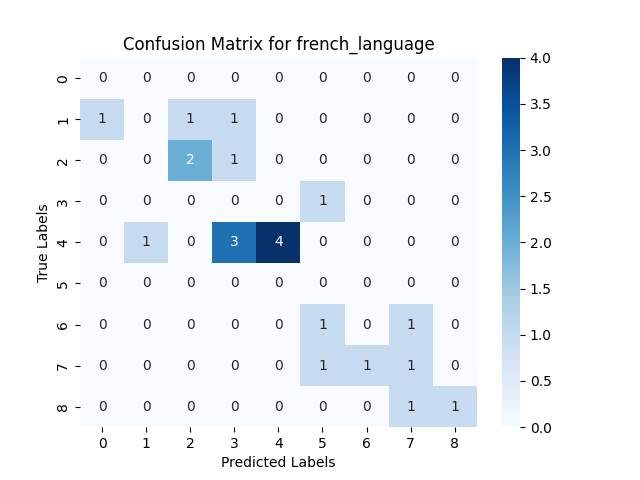 Confusion Matrix for french_language
0 0 0 0 0 0 0 0 0 0
1 1 0 1 1 0 0 0 0 0
2 0 0 2 1 0 0 0 0 0
3 0 0 0 0 0 1 0 0 0
4 0 1 0 3 4 0 0 0 0
5 0 0 0 0 0 0 0 0 0
6 0 0 0 0 0 1 0 1 0
7 0 0 0 0 0 1 1 1 0
8 0 0 0 0 0 0 0 1 1
0 1 2 3 4 5 6 7 8
Predicted Labels
True Labels
4.0
3.5
3.0
2.5
2.0
1.5
1.0
0.5
0.0